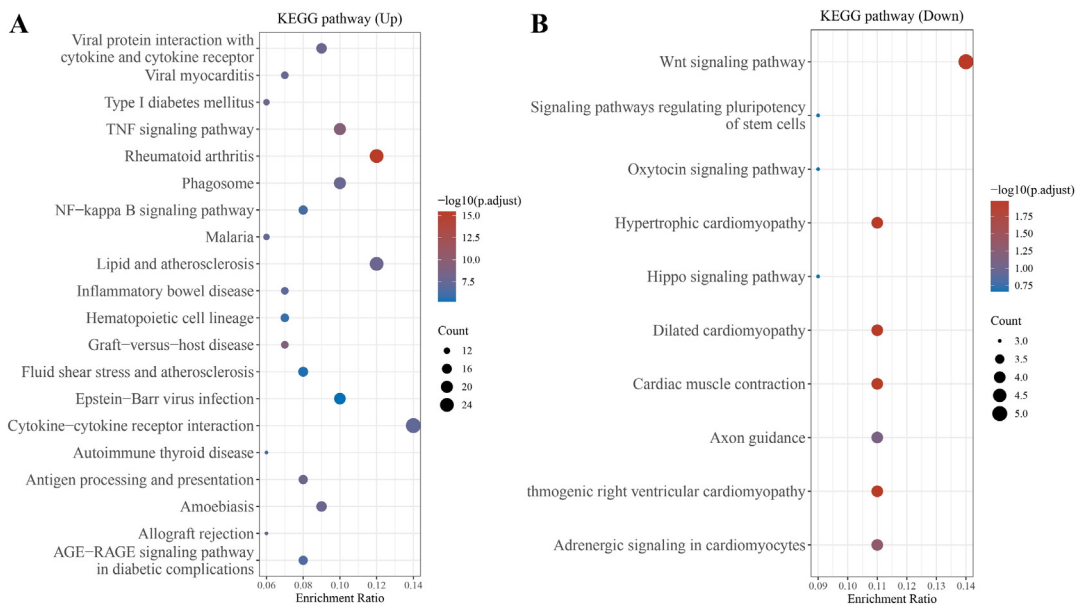 A
KEGG pathway (Up)
Viral protein interaction with
cytokine and cytokine receptor
Viral myocarditis
Type I diabetes mellitus
TNF signaling pathway
Rheumatoid arthritis
Phagosome
NF−kappa B signaling pathway
Malaria
Lipid and atherosclerosis
Inflammatory bowel disease
Hematopoietic cell lineage
Graft−versus−host disease
Fluid shear stress and atherosclerosis
Epstein−Barr virus infection
Cytokine−cytokine receptor interaction
Autoimmune thyroid disease
Antigen processing and presentation
Amoebiasis
Allograft rejection
AGE−RAGE signaling pathway
in diabetic complications
0.06 0.08 0.10 0.12 0.14
Enrichment Ratio
−log10(p.adjust)
15.0
12.5
10.0
7.5
Count
12
16
20
24
B
KEGG pathway (Down)
Wnt signaling pathway
Signaling pathways regulating pluripotency
of stem cells
Oxytocin signaling pathway
Hypertrophic cardiomyopathy
Hippo signaling pathway
Dilated cardiomyopathy
Cardiac muscle contraction
Axon guidance
thmogenic right ventricular cardiomyopathy
Adrenergic signaling in cardiomyocytes
0.09 0.10 0.11 0.12 0.13 0.14
Enrichment Ratio
−log10(p.adjust)
1.75
1.50
1.25
1.00
0.75
Count
3.0
3.5
4.0
4.5
5.0